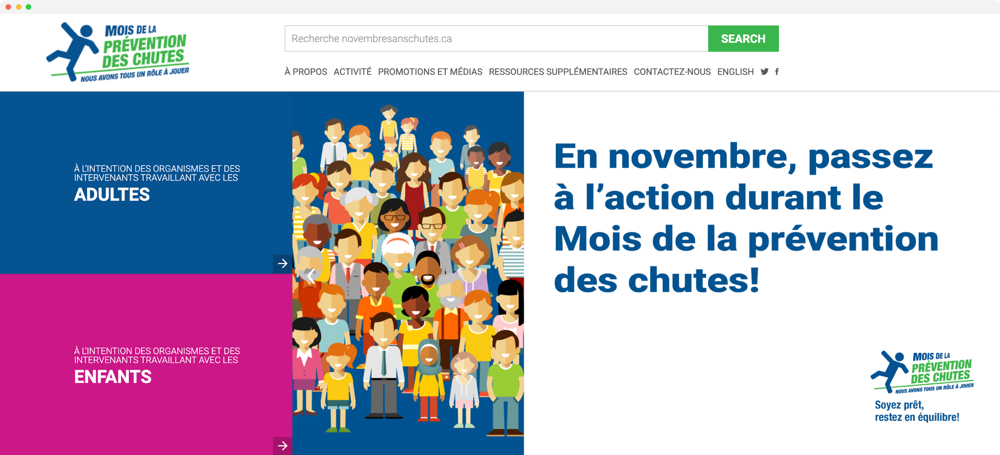 MOIS DE LA
PRÉVENTION
DES CHUTES
NOUS AVONS TOUS UN RÔLE À JOUER
Recherche novembresanschutes.ca
SEARCH
À PROPOS ACTIVITÉ PROMOTIONS ET MÉDIAS RESSOURCES SUPPLÉMENTAIRES CONTACTEZ-NOUS ENGLISH
À L’INTENTION DES ORGANISMES ET DES
INTERVENANTS TRAVAILLANT AVEC LES
ADULTES
À L’INTENTION DES ORGANISMES ET DES
INTERVENANTS TRAVAILLANT AVEC LES
ENFANTS
En novembre, passez
à l’action durant le
Mois de la prévention
des chutes!
MOIS DE LA
PRÉVENTION
DES CHUTES
NOUS AVONS TOUS UN RÔLE À JOUER
Soyez prêt,
restez en équilibre!